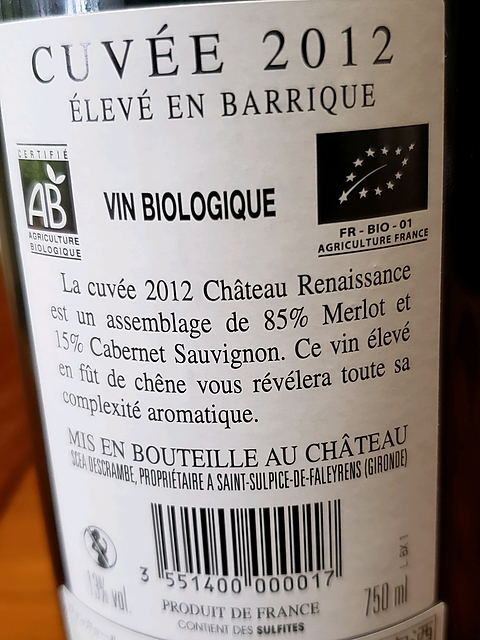 CUVÉE 2012
ÉLEVÉ EN BARRIQUE
CERTIFIÉ
AB
AGRICULTURE
BIOLOGIQUE
VIN BIOLOGIQUE
FR - BIO - 01
AGRICULTURE FRANCE
La cuvée 2012 Château Renaissance
est un assemblage de 85% Merlot et
15% Cabernet Sauvignon. Ce vin élevé
en fût de chêne vous révélera toute sa
complexité aromatique.
MIS EN BOUTEILLE AU CHÂTEAU
SCEA DESCRAMBE, PROPRIÉTAIRE A SAINT-SULPICE-DE-FALEYRENS (GIRONDE)
3 551400 000017
13% vol.
750 ml
L. BX 1
PRODUIT DE FRANCE
CONTIENT DES SULFITES